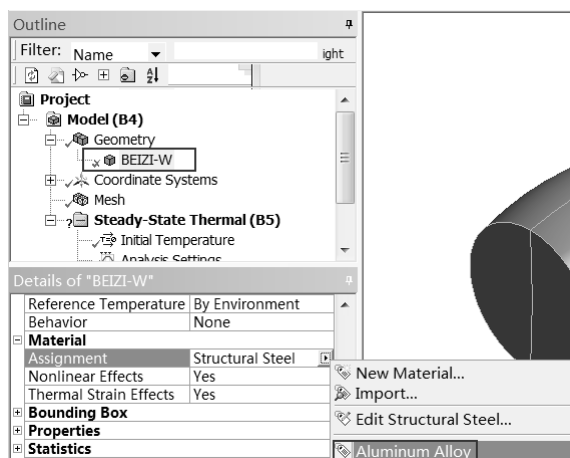 Outline
Filter: Name ight
Project
Model (B4)
Geometry
BEIZI-W
Coordinate Systems
Mesh
Steady-State Thermal (B5)
Initial Temperature
Analysis Settings
Details of "BEIZI-W"
Reference Temperature By Environment
Behavior None
Material
Assignment Structural Steel
Nonlinear Effects Yes
Thermal Strain Effects Yes
Bounding Box
Properties
Statistics
New Material...
Import...
Edit Structural Steel...
Aluminum Alloy